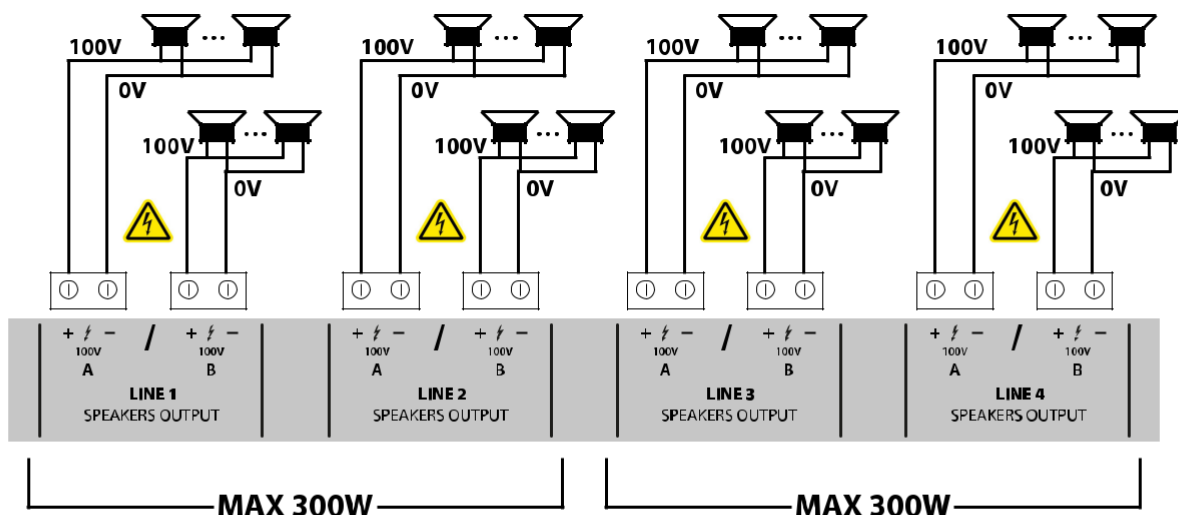 100V ... 100V ... 100V ... 100V ...
0V 0V 0V 0V
100V ... 100V ... 100V ... 100V ...
0V 0V 0V 0V
+ - / + - + - / + - + - / + - + - / + -
100V 100V 100V 100V 100V 100V 100V 100V
A B A B A B A B
LINE 1 LINE 2 LINE 3 LINE 4
SPEAKERS OUTPUT SPEAKERS OUTPUT SPEAKERS OUTPUT SPEAKERS OUTPUT
MAX 300W MAX 300W